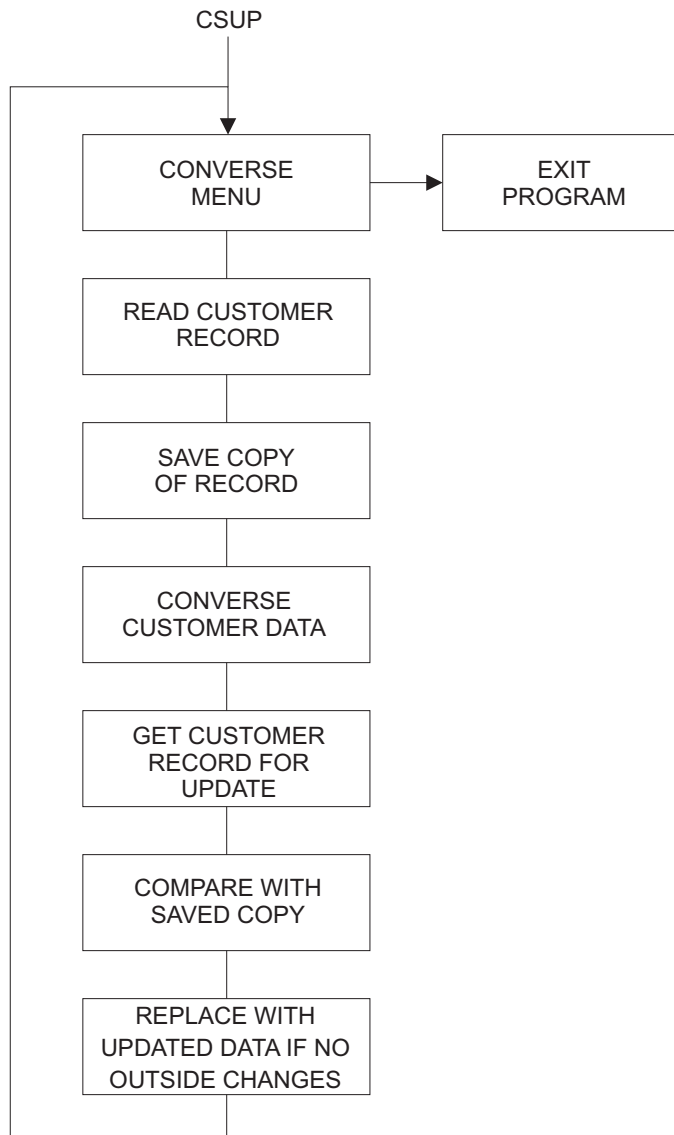 CSUP
CONVERSE
MENU
EXIT
PROGRAM
READ CUSTOMER
RECORD
SAVE COPY
OF RECORD
CONVERSE
CUSTOMER DATA
GET CUSTOMER
RECORD FOR
UPDATE
COMPARE WITH
SAVED COPY
REPLACE WITH
UPDATED DATA IF NO
OUTSIDE CHANGES